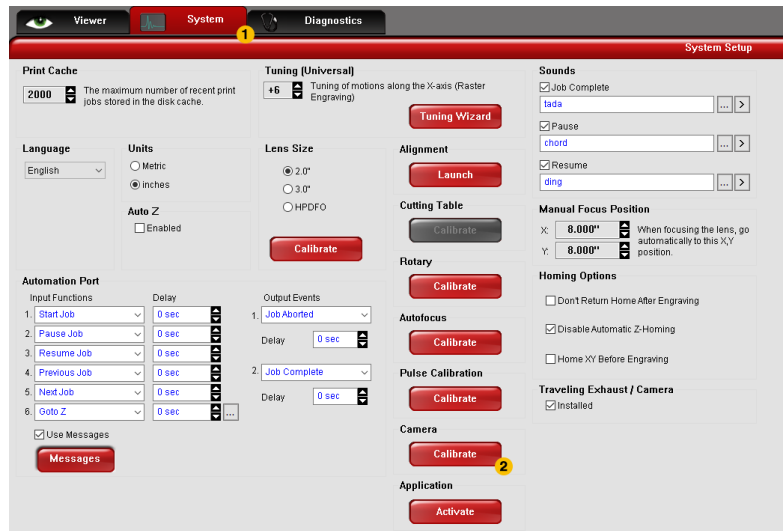 Viewer
System
Diagnostics
1
System Setup
Print Cache
2000
The maximum number of recent print
jobs stored in the disk cache.
Tuning (Universal)
+6
Tuning of motions along the X-axis (Raster
Engraving)
Tuning Wizard
Sounds
Job Complete
tada
...
>
Pause
chord
...
>
Resume
ding
...
>
Language
English
Units
Metric
inches
Auto Z
Enabled
Lens Size
2.0"
3.0"
HPDFO
Calibrate
Alignment
Launch
Cutting Table
Calibrate
Rotary
Calibrate
Autofocus
Calibrate
Pulse Calibration
Calibrate
Camera
Calibrate
2
Application
Activate
Manual Focus Position
X: 8.000"
Y: 8.000"
When focusing the lens, go
automatically to this X,Y
position.
Homing Options
Don't Return Home After Engraving
Disable Automatic Z-Homing
Home XY Before Engraving
Traveling Exhaust / Camera
Installed
Automation Port
Input Functions Delay
1. Start Job 0 sec
2. Pause Job 0 sec
3. Resume Job 0 sec
4. Previous Job 0 sec
5. Next Job 0 sec
6. Goto Z 0 sec ...
Use Messages
Messages
Output Events
1. Job Aborted
Delay 0 sec
2. Job Complete
Delay 0 sec